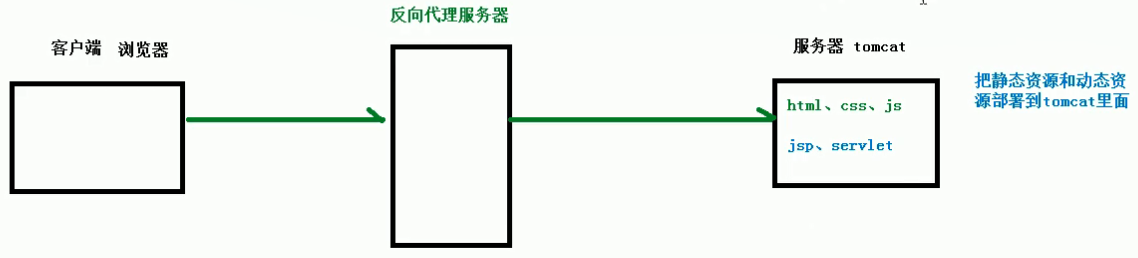 反向代理服务器
客户端 浏览器
服务器 tomcat
html、css、js
jsp、servlet
把静态资源和动态资
源部署到tomcat里面